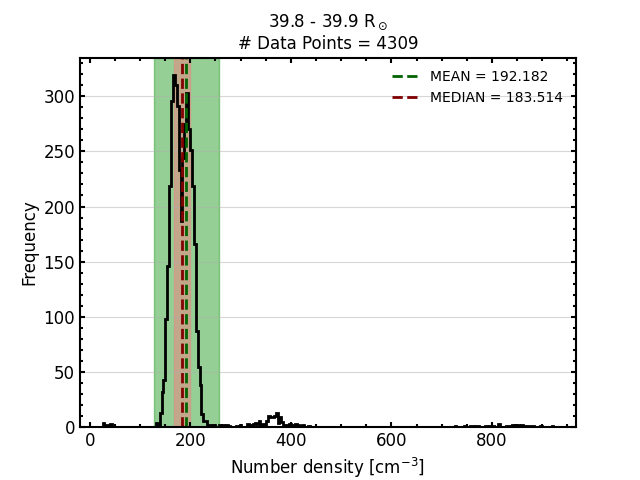 39.8 - 39.9 R⊙
# Data Points = 4309
MEAN = 192.182
MEDIAN = 183.514
300
250
200
150
100
50
0
Frequency
0 200 400 600 800
Number density [cm⁻³]